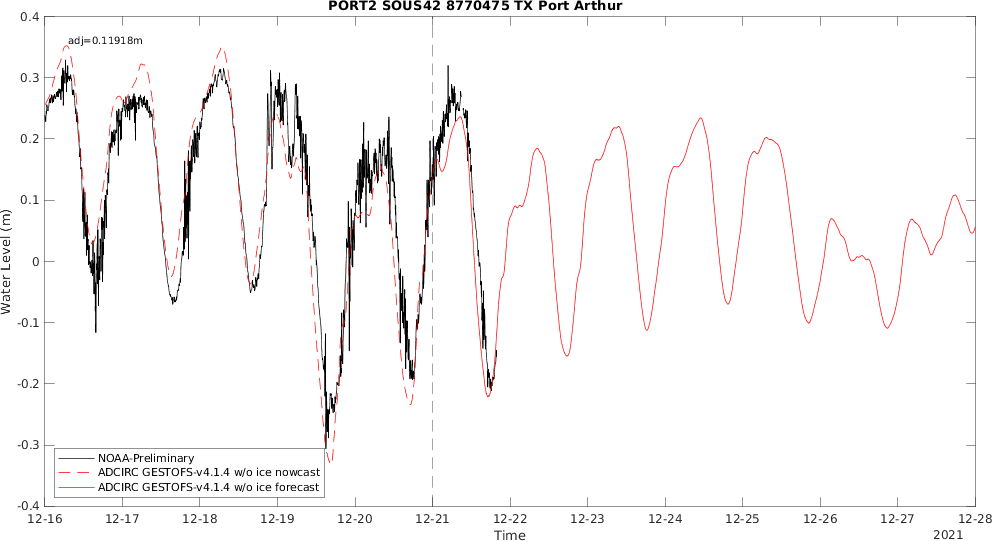 PORT2 SOUS42 8770475 TX Port Arthur
adj=0.11918m
0.4
0.3
0.2
0.1
0
-0.1
-0.2
-0.3
-0.4
Water Level (m)
NOAA-Preliminary
ADCIRC GESTOFS-v4.1.4 w/o ice nowcast
ADCIRC GESTOFS-v4.1.4 w/o ice forecast
12-16 12-17 12-18 12-19 12-20 12-21 12-22 12-23 12-24 12-25 12-26 12-27 12-28
Time
2021